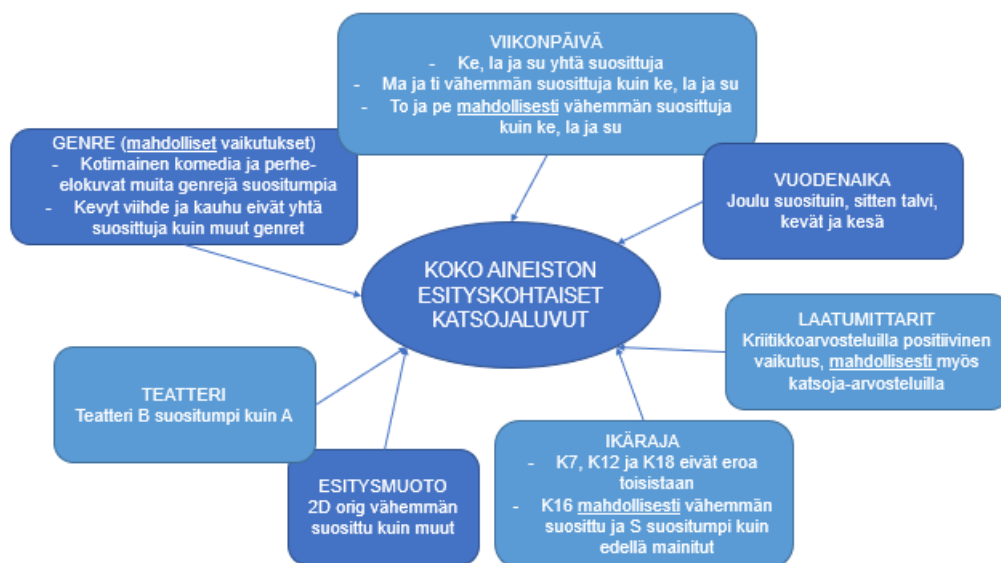 VIIKONPÄIVÄ
- Ke, la ja su yhtä suosittuja
- Ma ja ti vähemmän suosittuja kuin ke, la ja su
- To ja pe mahdollisesti vähemmän suosittuja
kuin ke, la ja su
GENRE (mahdolliset vaikutukset)
- Kotimainen komedia ja perhe-
elokuvat muita genrejä suositumpia
- Kevyt viihde ja kauhu eivät yhtä
suosittuja kuin muut genret
VUODENAIKA
Joulu suosituin, sitten talvi,
kevät ja kesä
KOKO AINEISTON
ESITYSKOHTAISET
KATSOJALUVUT
LAATUMITTARIT
Kriitikkoarvosteluilla positiivinen
vaikutus, mahdollisesti myös
katsoja-arvosteluilla
TEATTERI
Teatteri B suositumpi kuin A
ESITYSMUOTO
2D orig vähemmän
suosittu kuin muut
IKÄRAJA
- K7, K12 ja K18 eivät eroa
toisistaan
- K16 mahdollisesti vähemmän
suosittu ja S suositumpi kuin
edellä mainitut